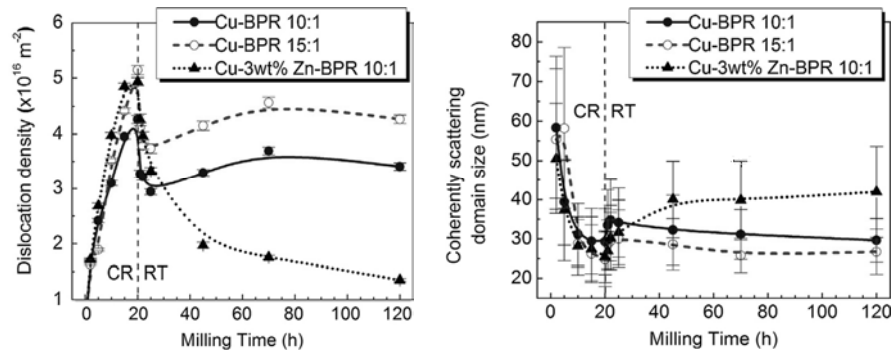 Cu-BPR 10:1
Cu-BPR 15:1
Cu-3wt% Zn-BPR 10:1
Dislocation density (x10¹⁶ m⁻²)
6
5
4
3
2
1
CR
RT
0 20 40 60 80 100 120
Milling Time (h)
Cu-BPR 10:1
Cu-BPR 15:1
Cu-3wt% Zn-BPR 10:1
Coherently scattering
domain size (nm)
80
70
60
50
40
30
20
10
CR
RT
0 20 40 60 80 100 120
Milling Time (h)